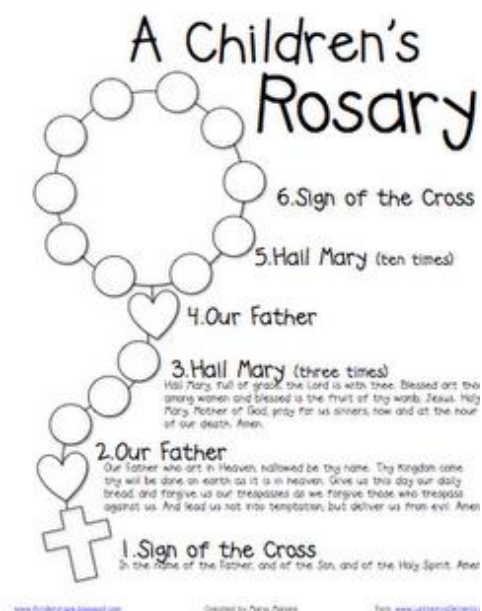 A Children's
Rosary
6.Sign of the Cross
5.Hail Mary (ten times)
4.Our Father
3.Hail Mary (three times)
Hail Mary, full of grace, the Lord is with thee. Blessed art thou
among women and blessed is the fruit of thy womb, Jesus. Holy
Mary, Mother of God, pray for us sinners, now and at the hour
of our death. Amen.
2.Our Father
Our Father who art in Heaven, hallowed be thy name. Thy Kingdom come
thy will be done on earth as it is in heaven. Give us this day our daily
bread, and forgive us our trespasses as we forgive those who trespass
against us. And lead us not into temptation, but deliver us from evil. Amen
1.Sign of the Cross
In the name of the Father, and of the Son, and of the Holy Spirit. Amen
Created by Maria